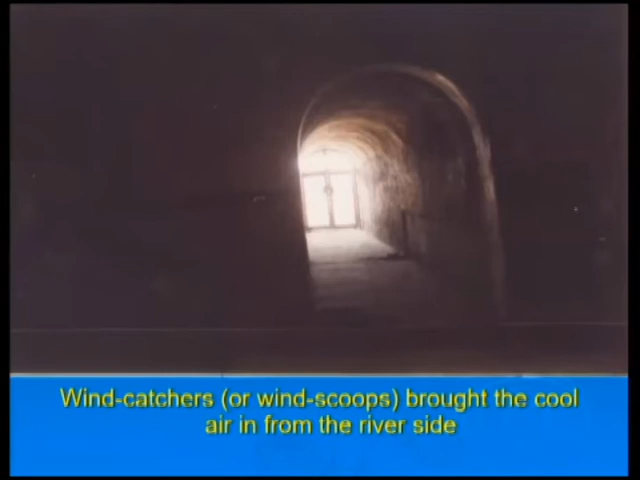 Wind-catchers (or wind-scoops) brought the cool
air in from the river side